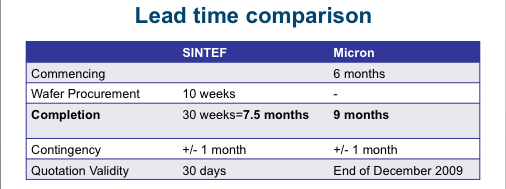 Lead time comparison
SINTEF Micron
Commencing 6 months
Wafer Procurement 10 weeks -
Completion 30 weeks=7.5 months 9 months
Contingency +/- 1 month +/- 1 month
Quotation Validity 30 days End of December 2009